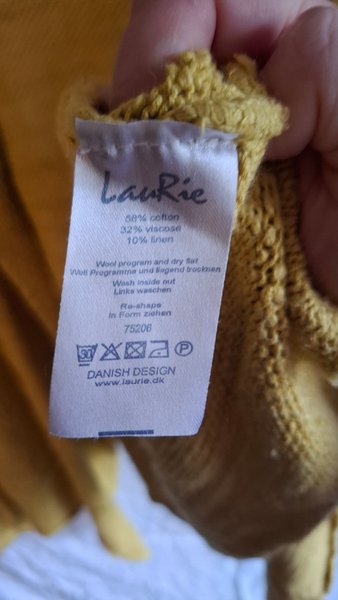 LauRie
58% cotton
32% viscose
10% linen
Wool program and dry flat
Woll Programme und liegend trocknen
Wash inside out
Links waschen
Re-shape
in Form ziehen
75206
30 P
DANISH DESIGN
www.laurie.dk